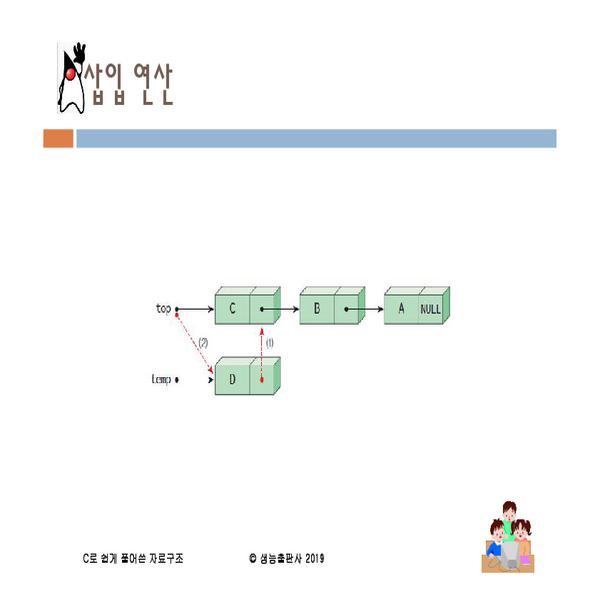 삽입 연산
top
C
B
A
NULL
(2)
(1)
temp
D
C로 쉽게 풀어쓴 자료구조
© 생능출판사 2019